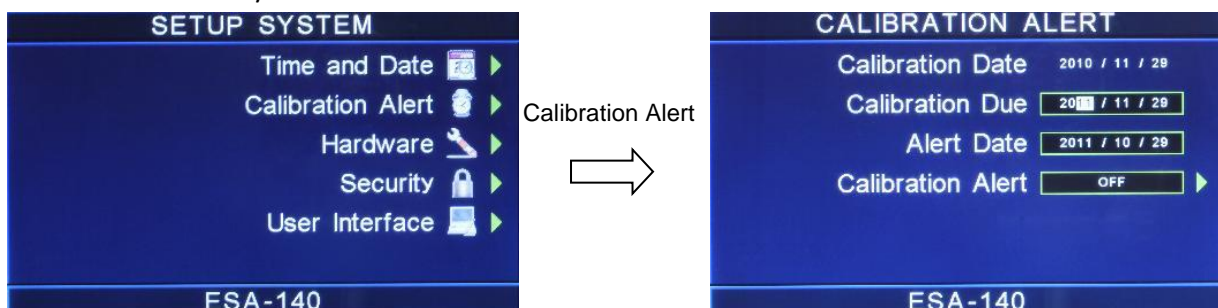 SETUP SYSTEM
Time and Date
Calibration Alert
Hardware
Security
User Interface
ESA-140
Calibration Alert
CALIBRATION ALERT
Calibration Date 2010 / 11 / 29
Calibration Due 2011 / 11 / 29
Alert Date 2011 / 10 / 29
Calibration Alert OFF
ESA-140